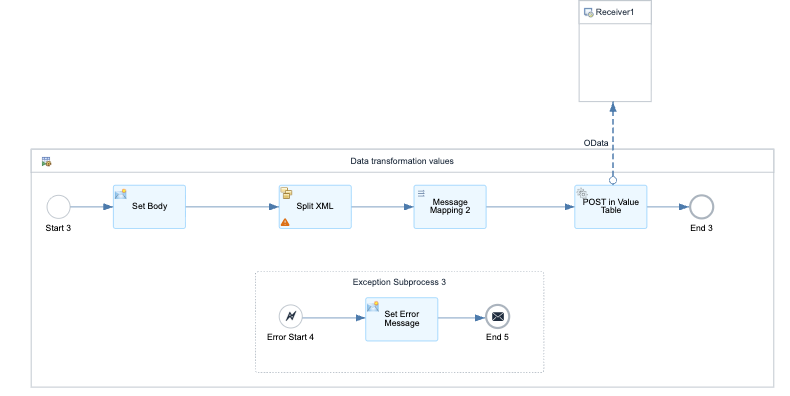 Receiver1
OData
Data transformation values
Set Body
Split XML
Message
Mapping 2
POST in Value
Table
Start 3
End 3
Exception Subprocess 3
Set Error
Message
Error Start 4
End 5